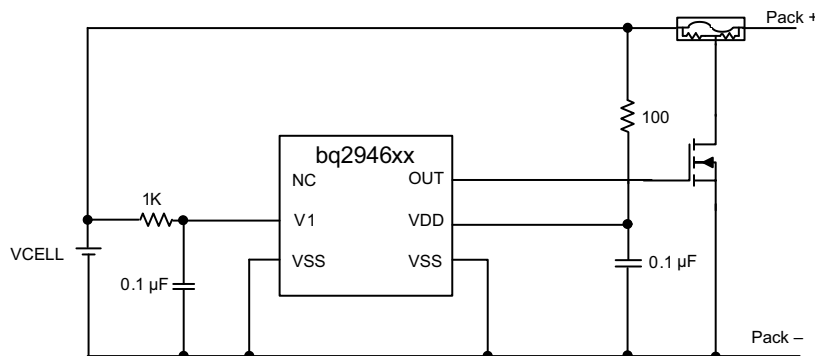 Pack +
100
bq2946xx
NC
OUT
1K
V1
VDD
VCELL
VSS
VSS
0.1 µF
0.1 µF
Pack –